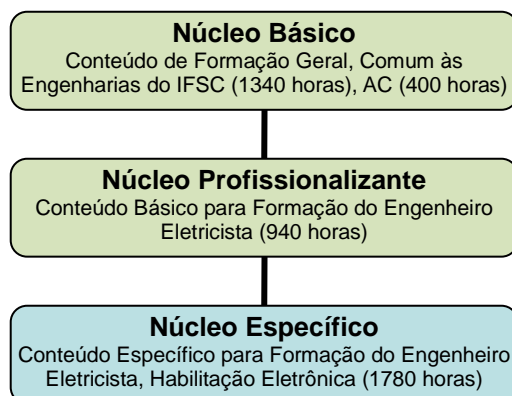 Núcleo Básico
Conteúdo de Formação Geral, Comum às
Engenharias do IFSC (1340 horas), AC (400 horas)
Núcleo Profissionalizante
Conteúdo Básico para Formação do Engenheiro
Eletricista (940 horas)
Núcleo Específico
Conteúdo Específico para Formação do Engenheiro
Eletricista, Habilitação Eletrônica (1780 horas)